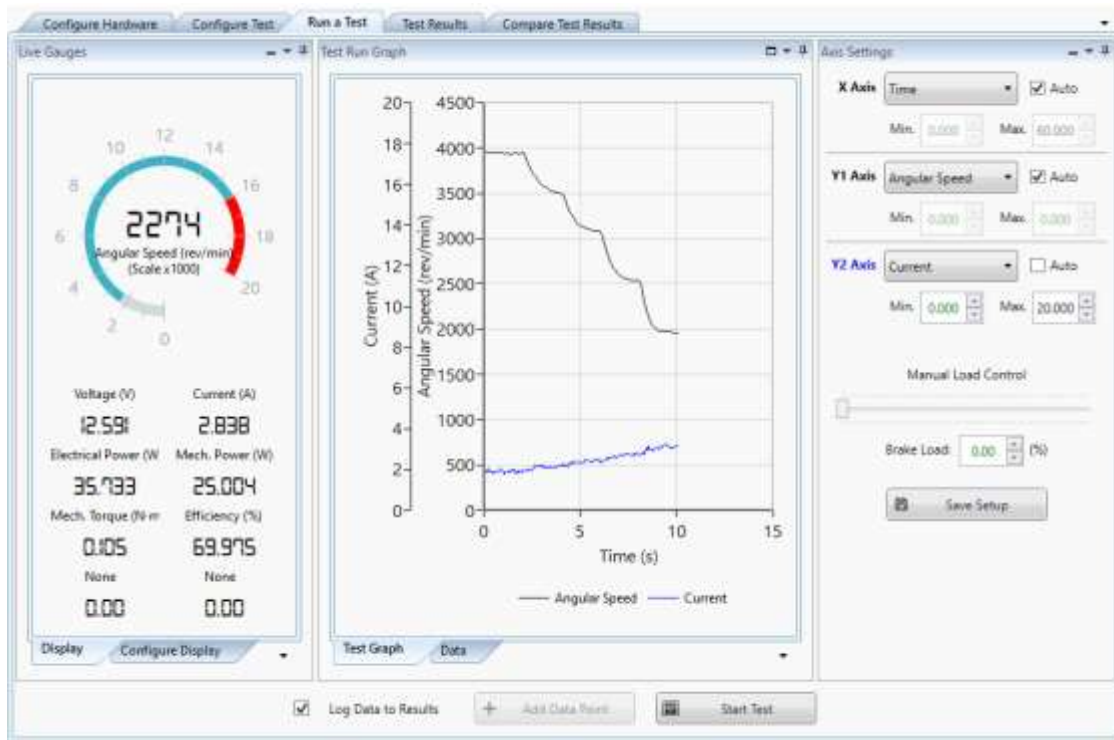 Configure Hardware Configure Test Run a Test Test Results Compare Test Results
Live Gauges
0
2
4
6
8
10
12
14
16
18
20
2274
Angular Speed (rev/min)
(Scale x1000)
Voltage (V) Current (A)
12.591 2.838
Electrical Power (W Mech. Power (W)
35.733 25.004
Mech. Torque (N·m Efficiency (%)
0.105 69.975
None None
0.00 0.00
Display Configure Display
Test Run Graph
Current (A)
20
18
16
14
12
10
8
6
4
2
0
Angular Speed (rev/min)
4500
4000
3500
3000
2500
2000
1500
1000
500
0
0 5 10 15
Time (s)
Angular Speed Current
Test Graph Data
Axis Settings
X Axis Time Auto
Min. 0.000 Max. 60.000
Y1 Axis Angular Speed Auto
Min. 0.000 Max. 0.000
Y2 Axis Current Auto
Min. 0.000 Max. 20.000
Manual Load Control
Brake Load: 0.00 (%)
Save Setup
Log Data to Results Add Data Point Start Test